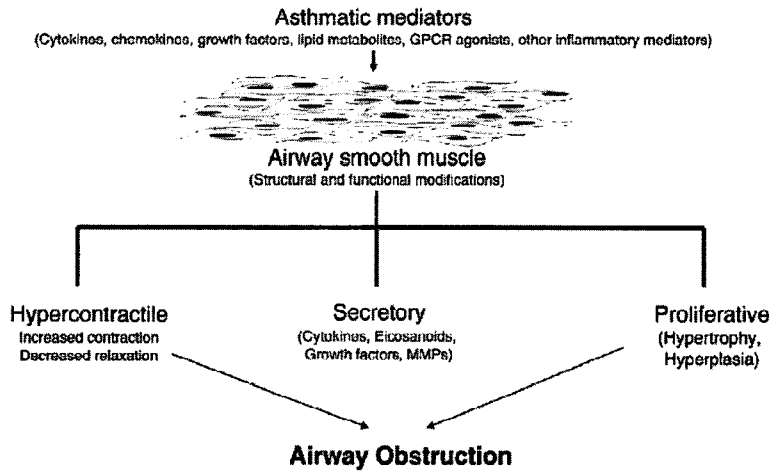 Asthmatic mediators
(Cytokines, chemokines, growth factors, lipid metabolites, GPCR agonists, other inflammatory mediators)
Airway smooth muscle
(Structural and functional modifications)
Hypercontractile
Increased contraction
Decreased relaxation
Secretory
(Cytokines, Eicosanoids,
Growth factors, MMPs)
Proliferative
(Hypertrophy,
Hyperplasia)
Airway Obstruction